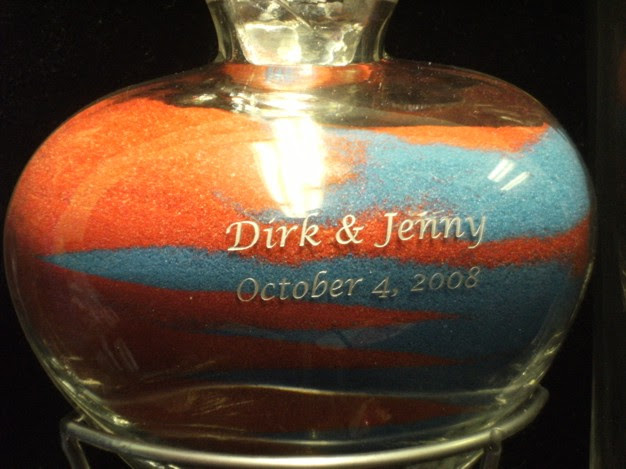 Dirk & Jenny
October 4, 2008